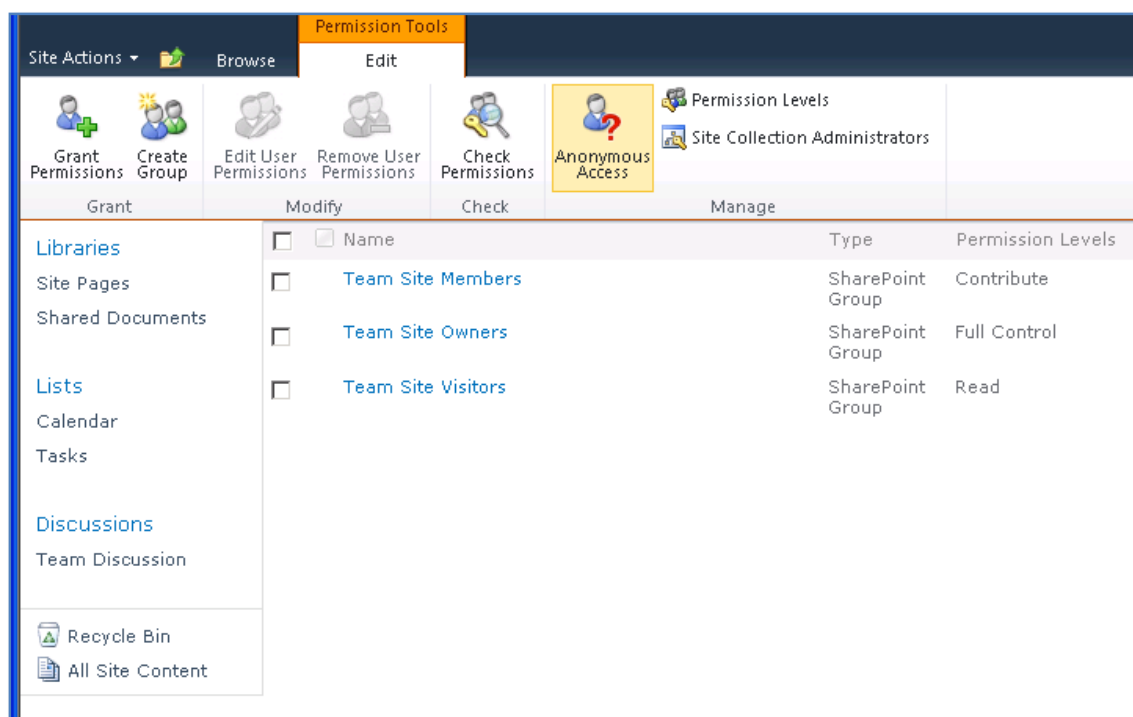 Permission Tools
Site Actions Browse Edit
Grant Permissions
Create Group
Edit User Permissions
Remove User Permissions
Check Permissions
Anonymous Access
Permission Levels
Site Collection Administrators
Grant Modify Check Manage
Libraries
Site Pages
Shared Documents
Lists
Calendar
Tasks
Discussions
Team Discussion
Recycle Bin
All Site Content
Name Type Permission Levels
Team Site Members SharePoint Group Contribute
Team Site Owners SharePoint Group Full Control
Team Site Visitors SharePoint Group Read